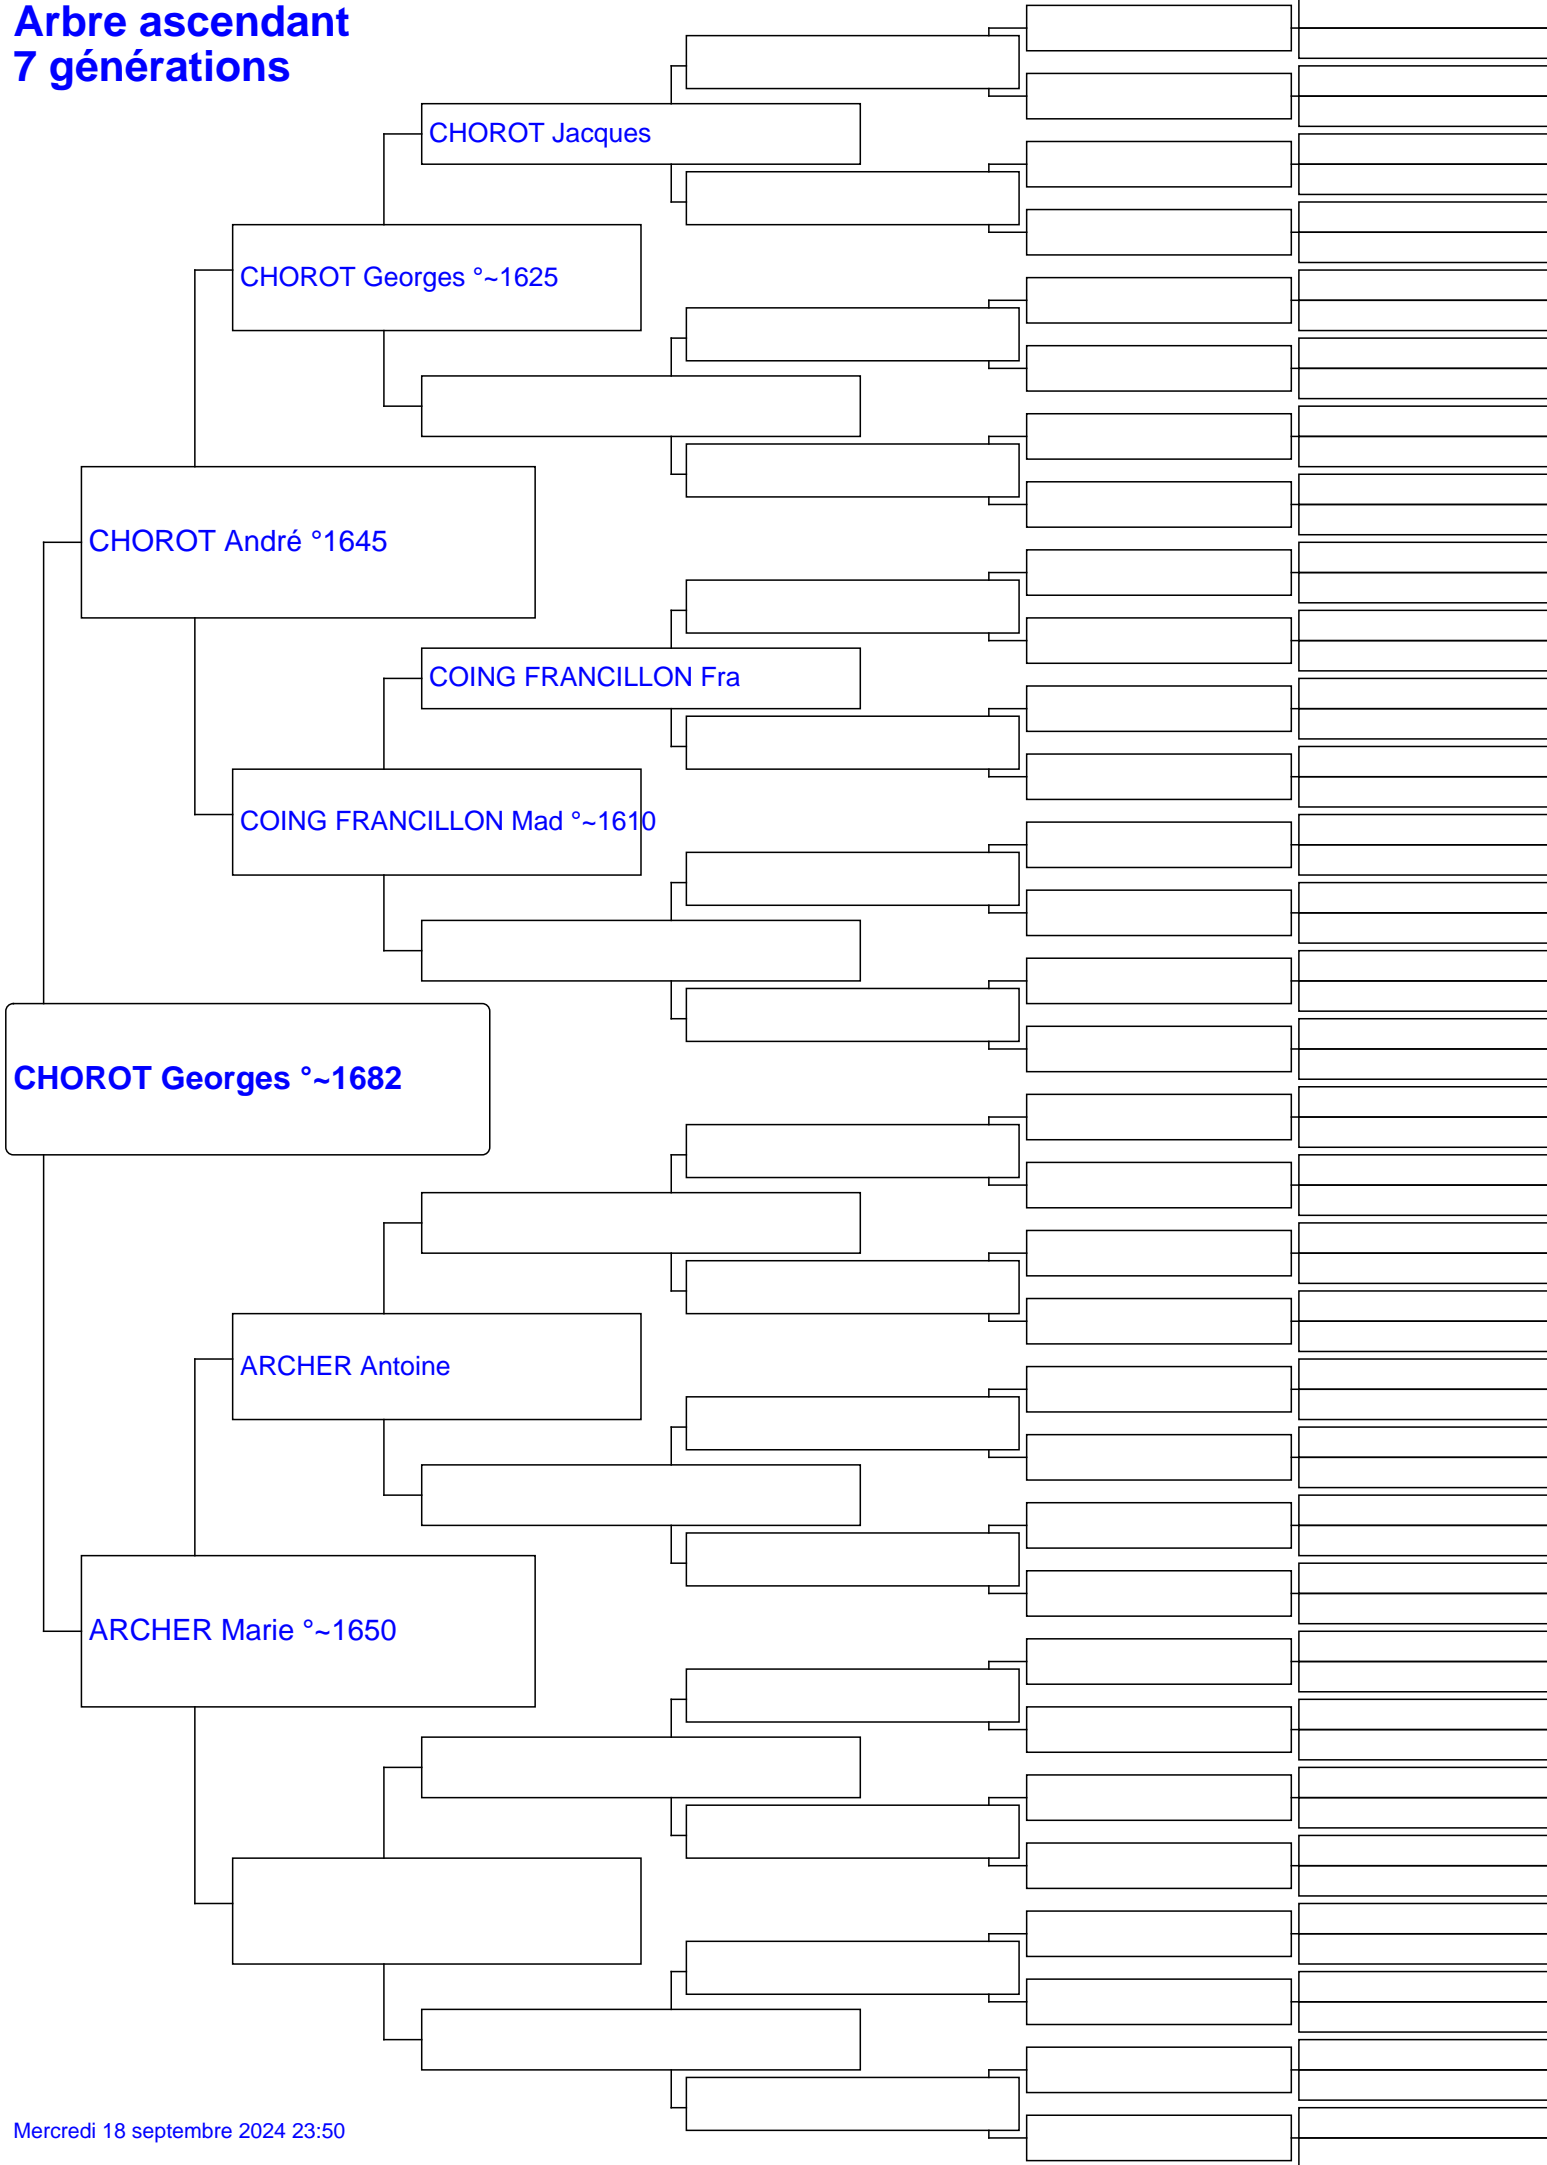 Arbre ascendant
7 générations
CHOROT Jacques
CHOROT Georges °~1625
CHOROT André °1645
COING FRANCILLON Fra
COING FRANCILLON Mad °~1610
CHOROT Georges °~1682
ARCHER Antoine
ARCHER Marie °~1650
Mercredi 18 septembre 2024 23:50